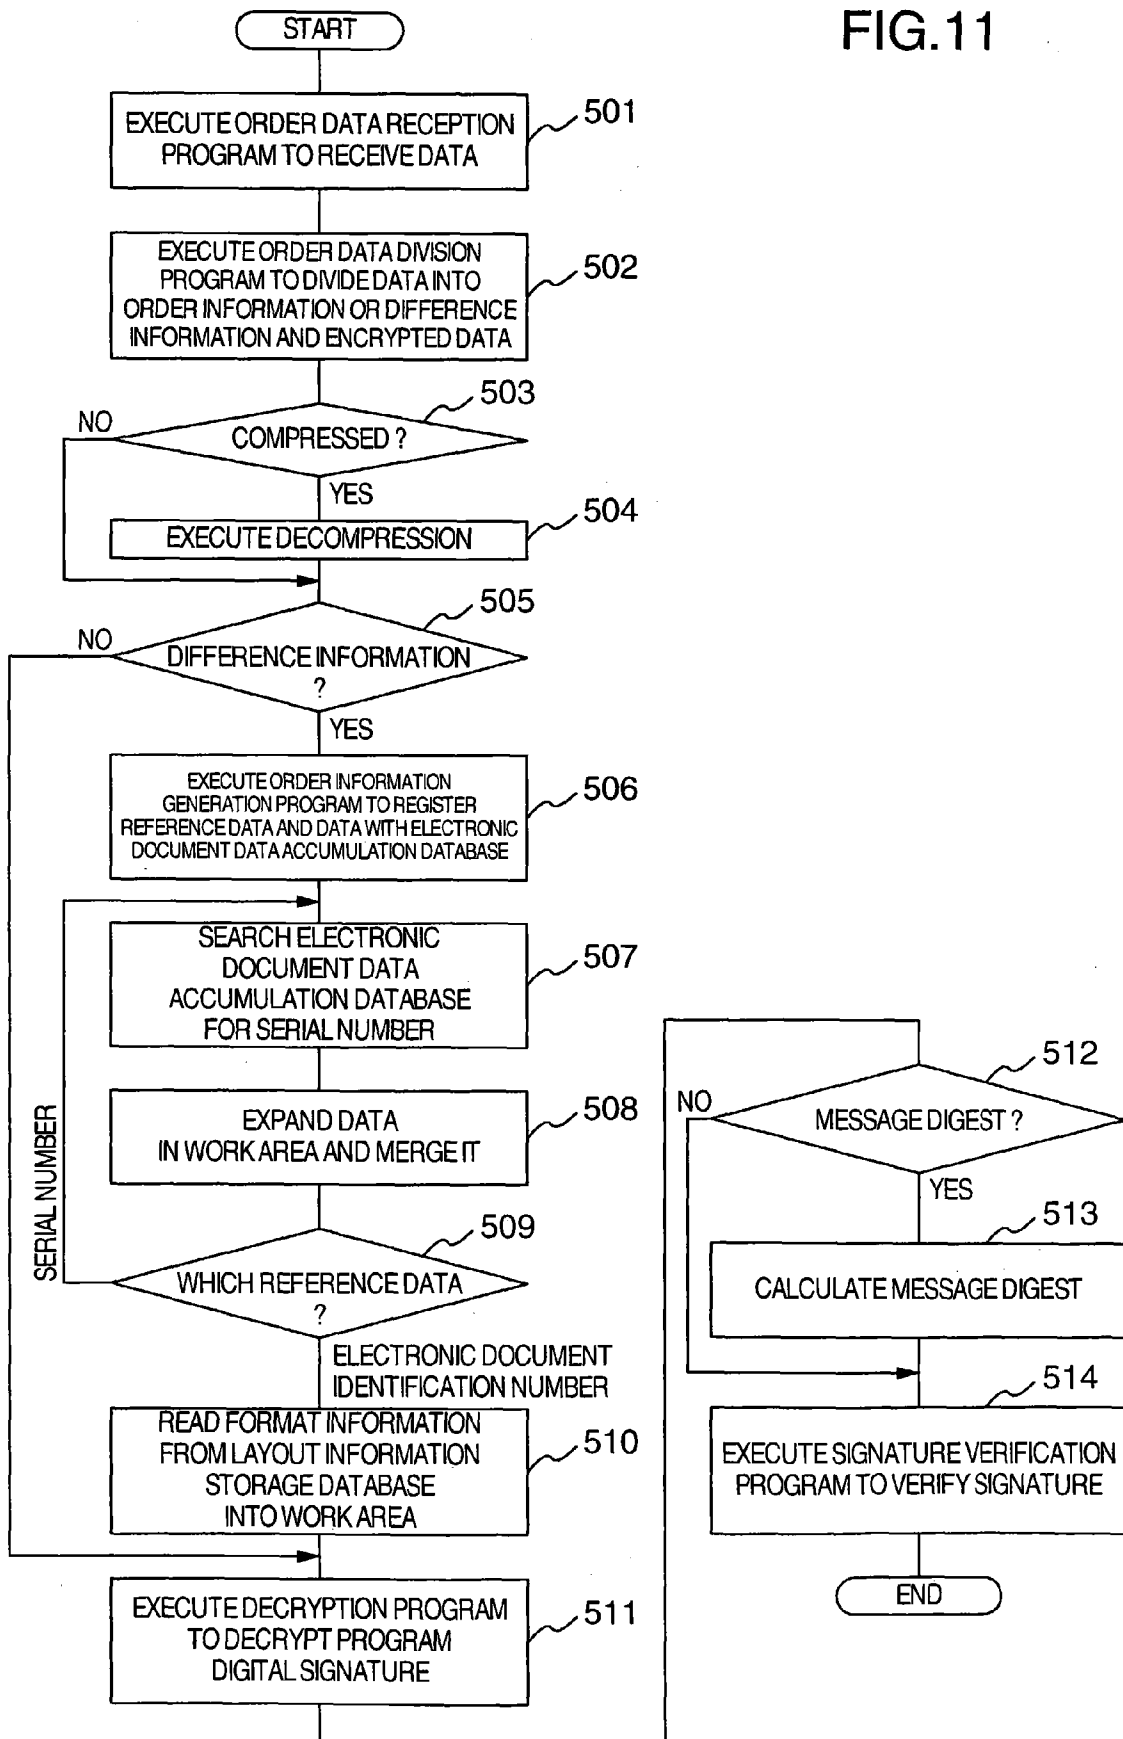 FIG.11
START
EXECUTE ORDER DATA RECEPTION
PROGRAM TO RECEIVE DATA
501
EXECUTE ORDER DATA DIVISION
PROGRAM TO DIVIDE DATA INTO
ORDER INFORMATION OR DIFFERENCE
INFORMATION AND ENCRYPTED DATA
502
503
NO
COMPRESSED ?
YES
504
EXECUTE DECOMPRESSION
505
NO
DIFFERENCE INFORMATION
?
YES
EXECUTE ORDER INFORMATION
GENERATION PROGRAM TO REGISTER
REFERENCE DATA AND DATA WITH ELECTRONIC
DOCUMENT DATA ACCUMULATION DATABASE
506
SEARCH ELECTRONIC
DOCUMENT DATA
ACCUMULATION DATABASE
FOR SERIAL NUMBER
507
EXPAND DATA
IN WORK AREA AND MERGE IT
508
SERIAL NUMBER
509
WHICH REFERENCE DATA
?
ELECTRONIC DOCUMENT
IDENTIFICATION NUMBER
READ FORMAT INFORMATION
FROM LAYOUT INFORMATION
STORAGE DATABASE
INTO WORK AREA
510
EXECUTE DECRYPTION PROGRAM
TO DECRYPT PROGRAM
DIGITAL SIGNATURE
511
512
NO
MESSAGE DIGEST ?
YES
513
CALCULATE MESSAGE DIGEST
514
EXECUTE SIGNATURE VERIFICATION
PROGRAM TO VERIFY SIGNATURE
END